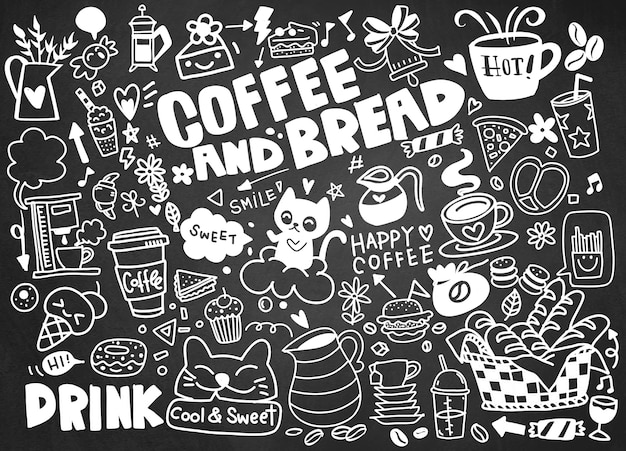 COFFEE
AND BREAD
HOT!
SMILE!
SWEET
HAPPY
COFFEE
Coffee
HI!
DRINK
Cool & Sweet